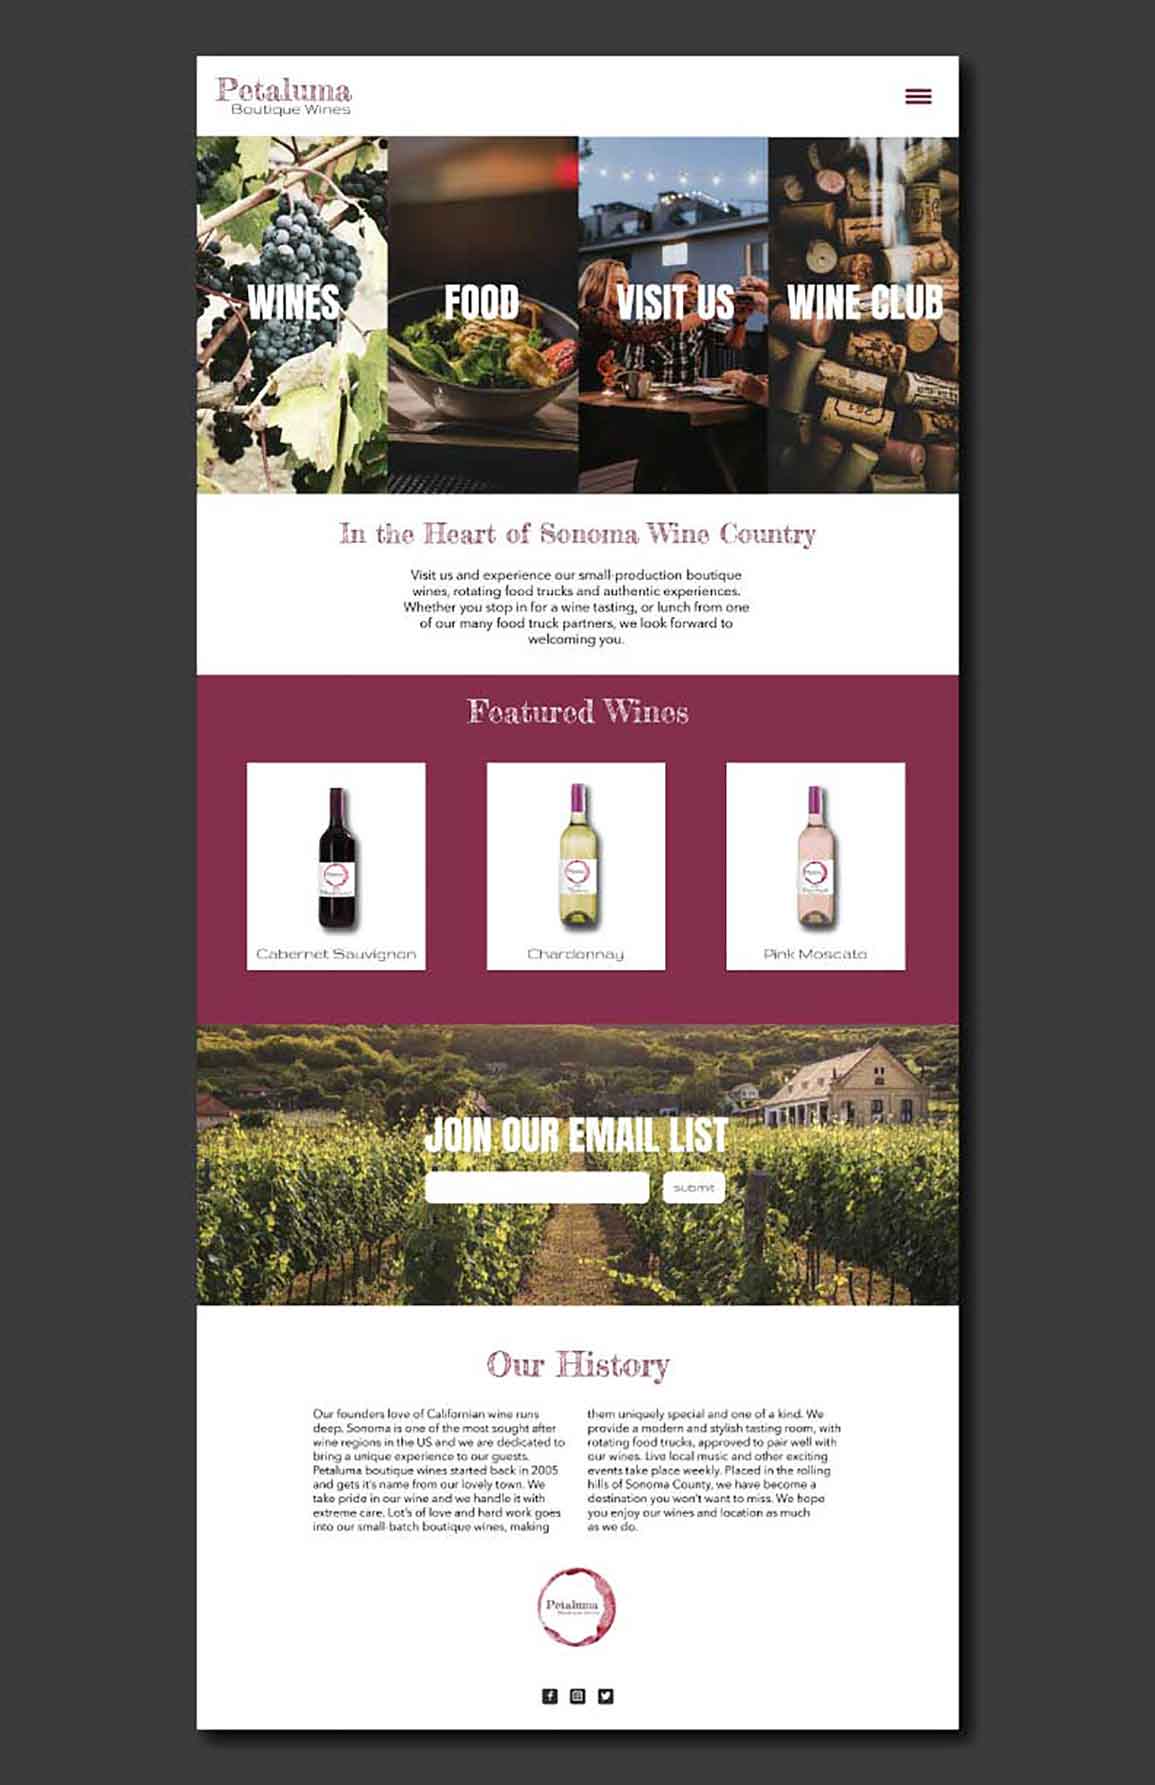 Petaluma
Boutique Wines
WINES
FOOD
VISIT US
WINE CLUB
In the Heart of Sonoma Wine Country
Visit us and experience our small-production boutique
wines, rotating food trucks and authentic experiences.
Whether you stop in for a wine tasting, or lunch from one
of our many food truck partners, we look forward to
welcoming you.
Featured Wines
Cabernet Sauvignon
Chardonnay
Pink Moscato
JOIN OUR EMAIL LIST
submit
Our History
Our founders love of Californian wine runs
deep. Sonoma is one of the most sought after
wine regions in the US and we are dedicated to
bring a unique experience to our guests.
Petaluma boutique wines started back in 2005
and gets it's name from our lovely town. We
take pride in our wine and we handle it with
extreme care. Lot's of love and hard work goes
into our small-batch boutique wines, making
them uniquely special and one of a kind. We
provide a modern and stylish tasting room, with
rotating food trucks, approved to pair well with
our wines. Live local music and other exciting
events take place weekly. Placed in the rolling
hills of Sonoma County, we have become a
destination you won't want to miss. We hope
you enjoy our wines and location as much
as we do.
Petaluma